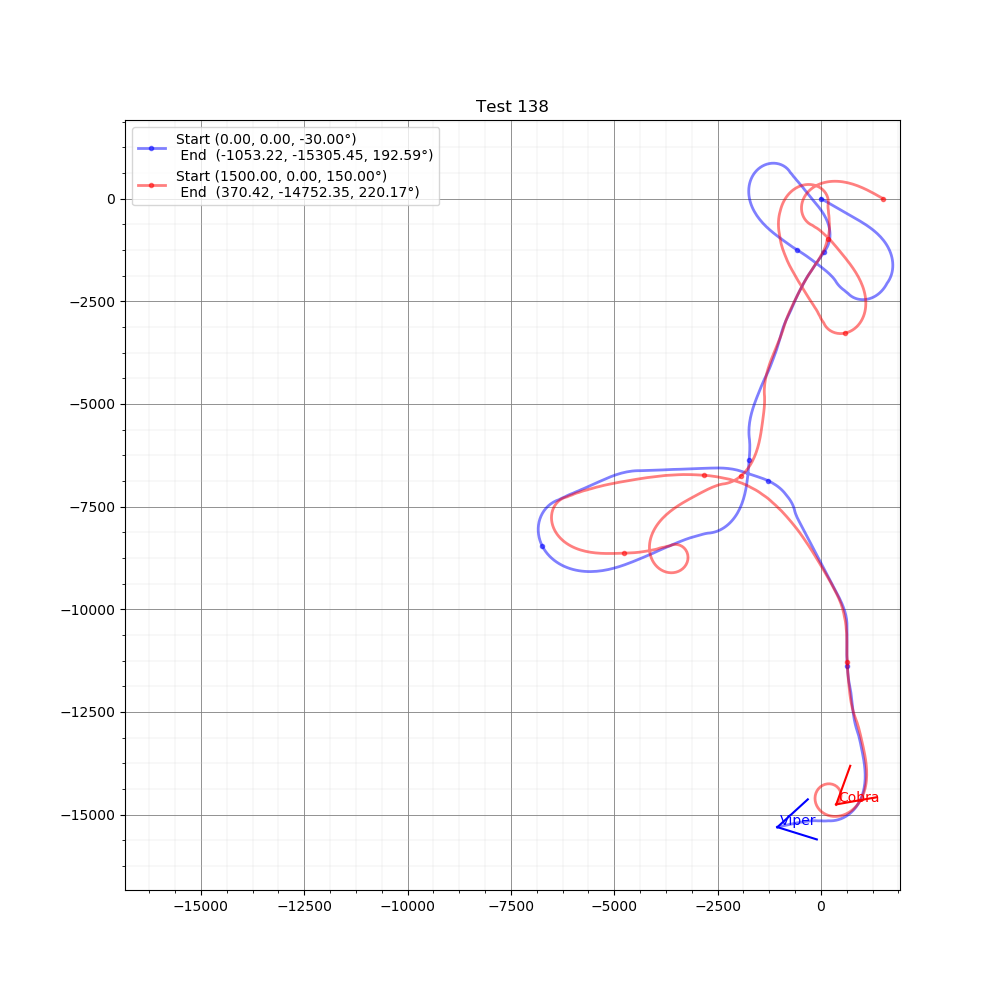 Test 138
Start (0.00, 0.00, -30.00°)
End  (-1053.22, -15305.45, 192.59°)
Start (1500.00, 0.00, 150.00°)
End  (370.42, -14752.35, 220.17°)
0
−2500
−5000
−7500
−10000
−12500
−15000
Cobra
Viper
−15000 −12500 −10000 −7500 −5000 −2500 0